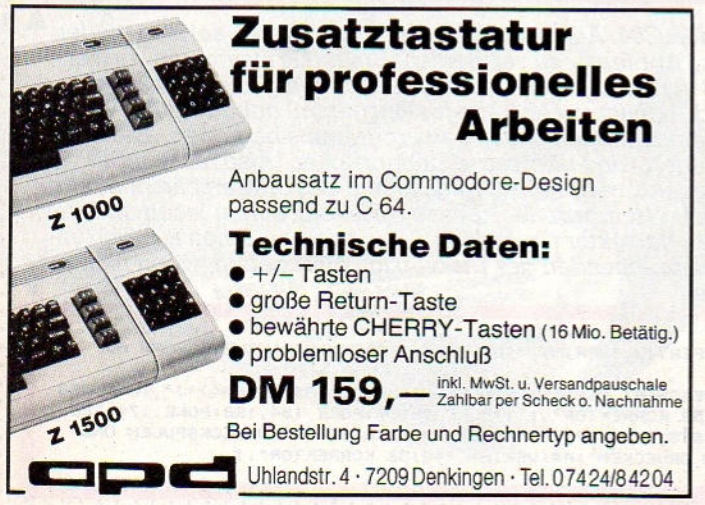 Zusatztastatur
für professionelles
Arbeiten
Anbausatz im Commodore-Design
passend zu C 64.
Technische Daten:
● +/– Tasten
● große Return-Taste
● bewährte CHERRY-Tasten (16 Mio. Betätig.)
● problemloser Anschluß
DM 159,— inkl. MwSt. u. Versandpauschale
Zahlbar per Scheck o. Nachnahme
Bei Bestellung Farbe und Rechnertyp angeben.
Z 1000
Z 1500
apd Uhlandstr. 4 · 7209 Denkingen · Tel. 07424/84204